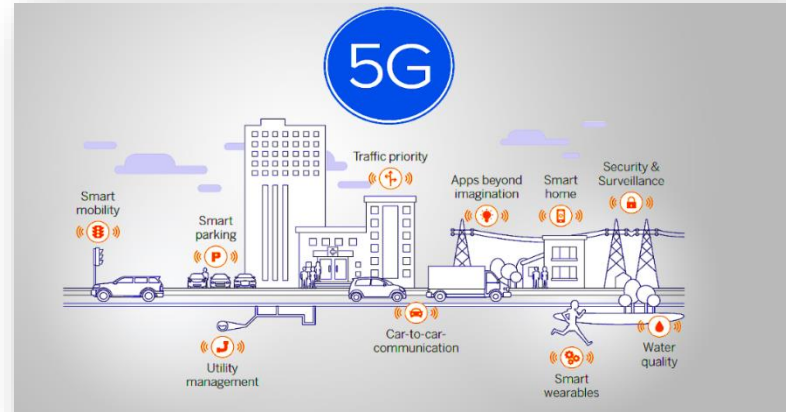 5G
Traffic priority
Apps beyond
imagination
Smart
home
Security &
Surveillance
Smart
mobility
Smart
parking
P
Car-to-car-
communication
Utility
management
Smart
wearables
Water
quality